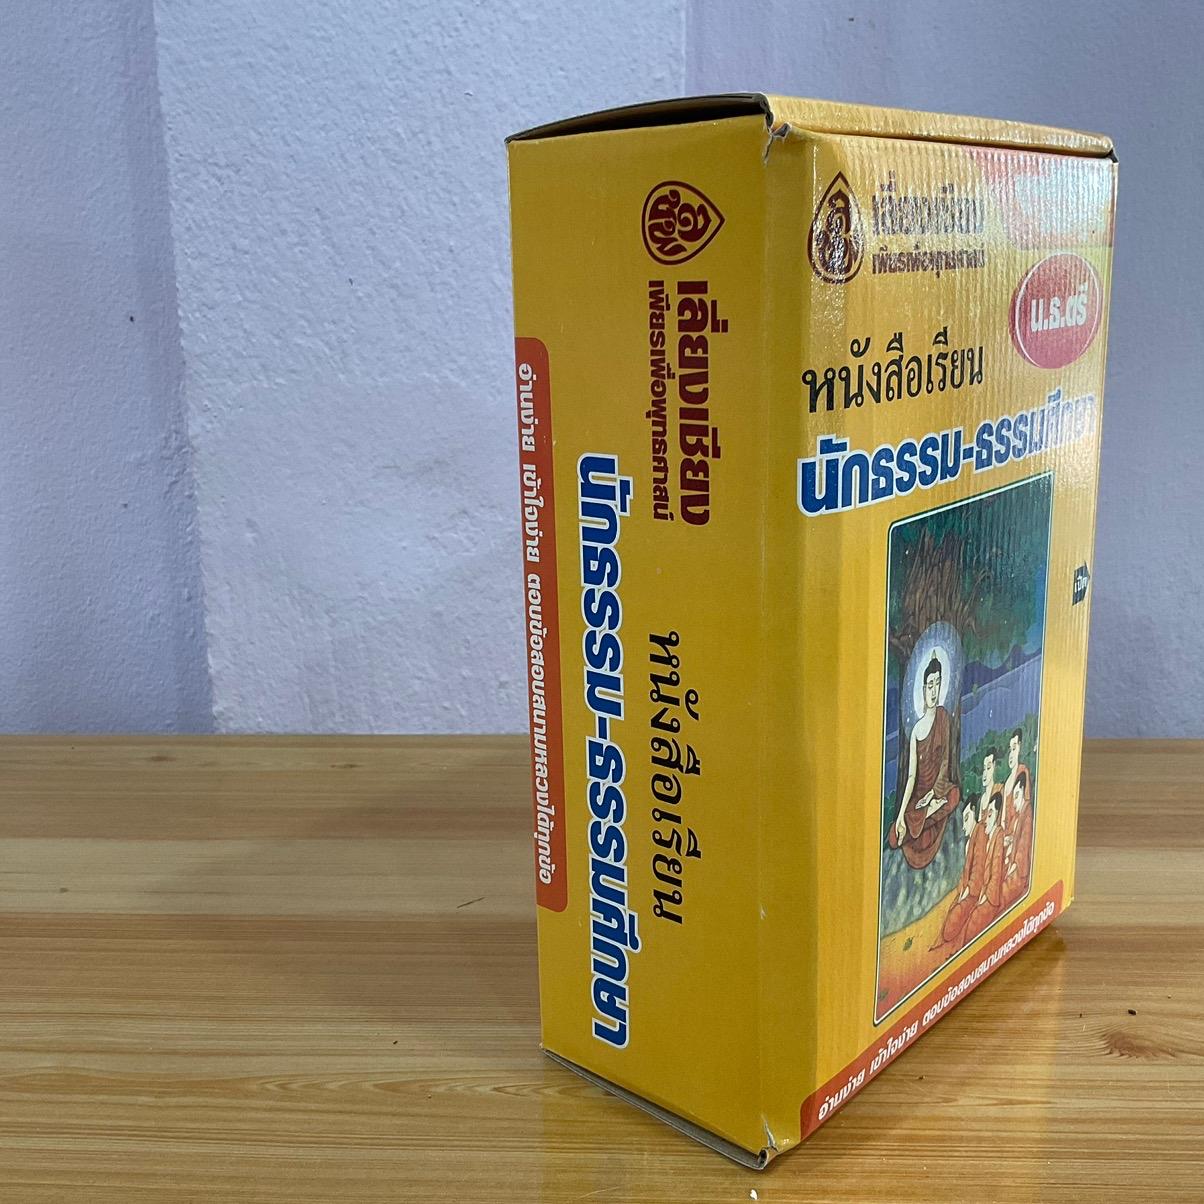 เลี่ยงเชียง
เพียรเพื่อพุทธศาสน์
หนังสือเรียน
นักธรรม-ธรรมศึกษา
อ่านง่าย เข้าใจง่าย ตอบข้อสอบสนามหลวงได้ทุกข้อ
เลี่ยงเชียง
เพียรเพื่อพุทธศาสน์
น.ธ.ตรี
หนังสือเรียน
นักธรรม-ธรรมศึกษา
เปิด
อ่านง่าย เข้าใจง่าย ตอบข้อสอบสนามหลวงได้ทุกข้อ